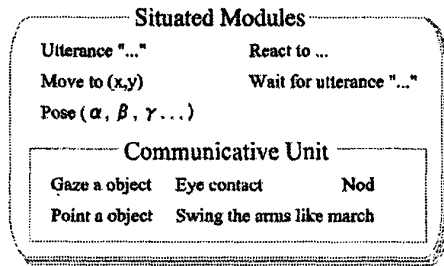 Situated Modules
Utterance "..." React to ...
Move to (x,y) Wait for utterance "..."
Pose (α, β, γ...)
Communicative Unit
Gaze a object Eye contact Nod
Point a object Swing the arms like march